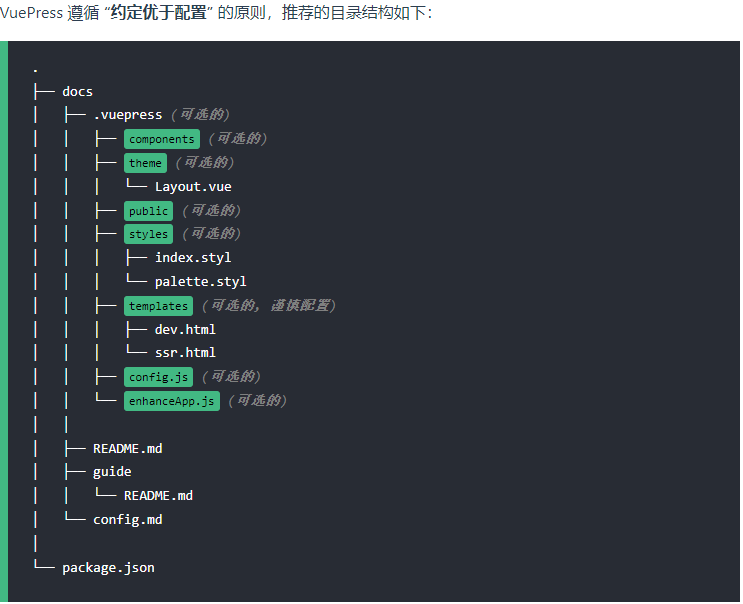 VuePress 遵循 “约定优于配置” 的原则，推荐的目录结构如下：
.
├── docs
│   ├── .vuepress (可选的)
│   │   ├── components (可选的)
│   │   ├── theme (可选的)
│   │   │   └── Layout.vue
│   │   ├── public (可选的)
│   │   ├── styles (可选的)
│   │   │   ├── index.styl
│   │   │   └── palette.styl
│   │   ├── templates (可选的, 谨慎配置)
│   │   │   ├── dev.html
│   │   │   └── ssr.html
│   │   ├── config.js (可选的)
│   │   └── enhanceApp.js (可选的)
│   │
│   ├── README.md
│   ├── guide
│   │   └── README.md
│   └── config.md
│
└── package.json